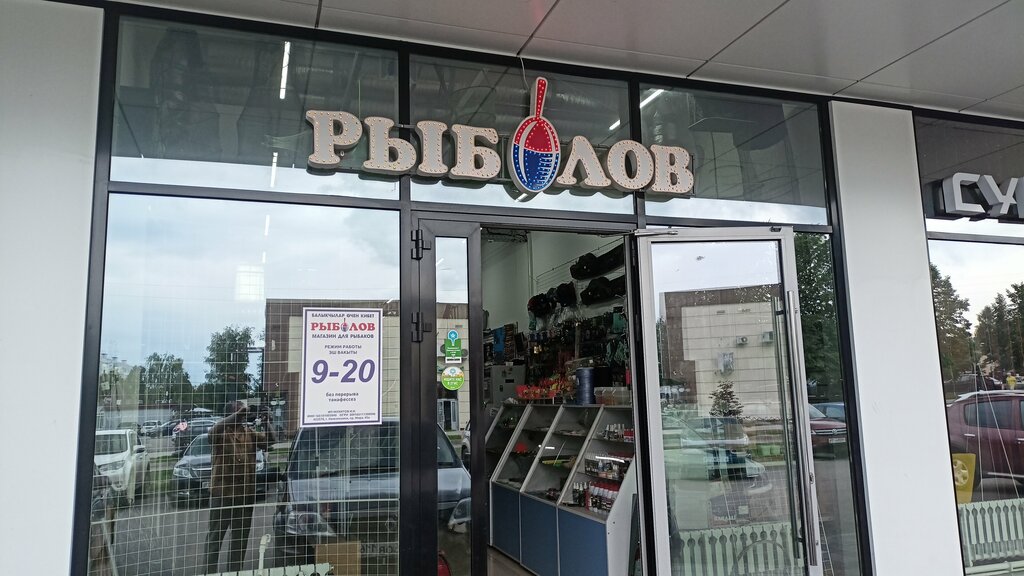 РЫБОЛОВ
СУ
БАЛЫКЧЫЛАР ӨЧЕН КИБЕТ
РЫБОЛОВ
МАГАЗИН ДЛЯ РЫБАКОВ
РЕЖИМ РАБОТЫ
ЭШ ВАКЫТЫ
9-20
без перерыва
тәнәфессез